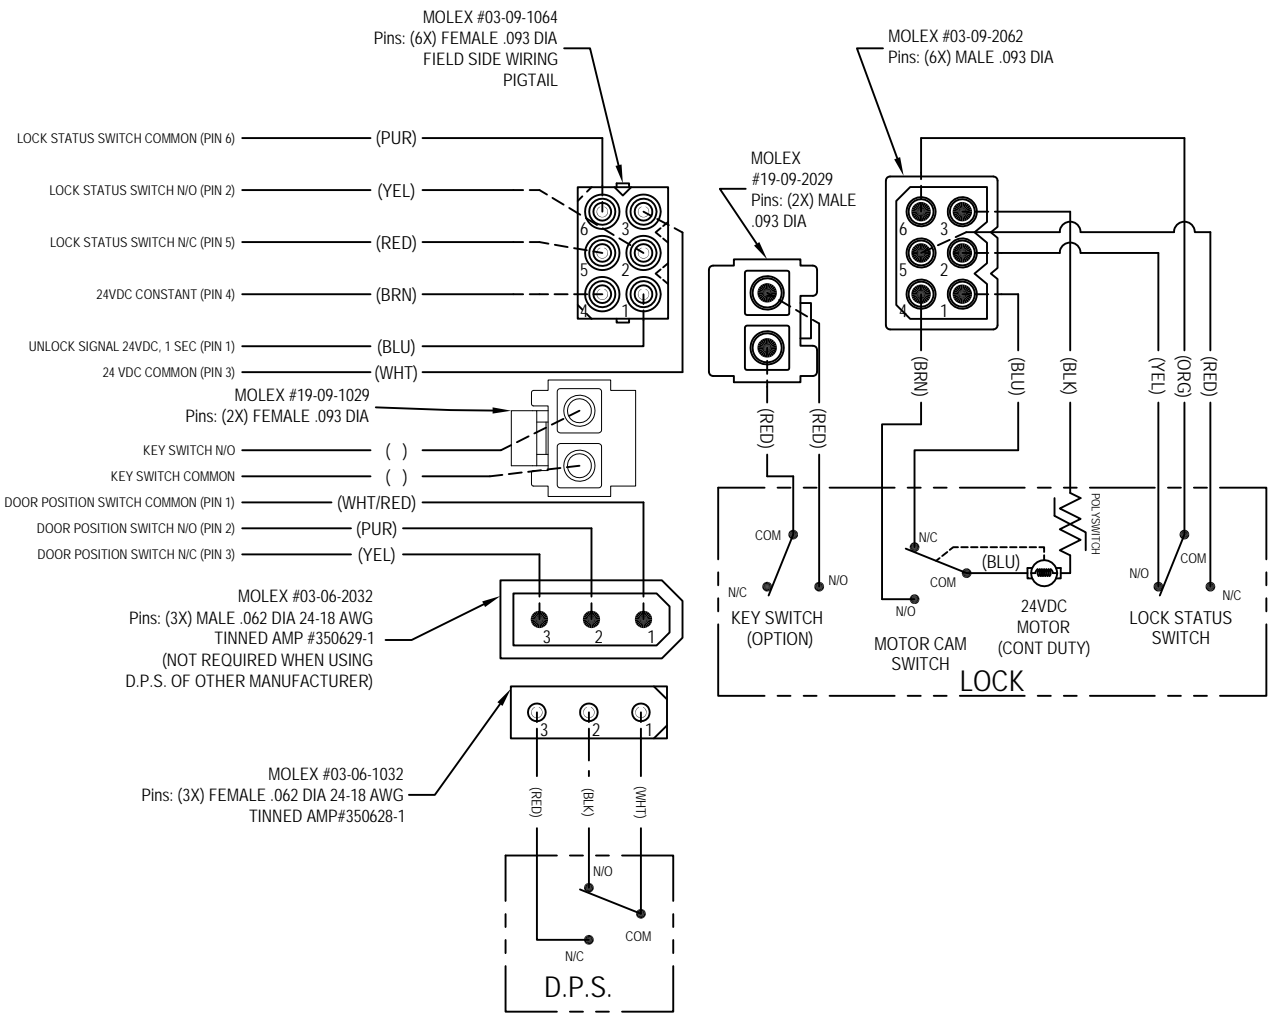 MOLEX #03-09-1064
Pins: (6X) FEMALE .093 DIA
FIELD SIDE WIRING
PIGTAIL
MOLEX #03-09-2062
Pins: (6X) MALE .093 DIA
LOCK STATUS SWITCH COMMON (PIN 6) (PUR)
LOCK STATUS SWITCH N/O (PIN 2) (YEL)
LOCK STATUS SWITCH N/C (PIN 5) (RED)
24VDC CONSTANT (PIN 4) (BRN)
UNLOCK SIGNAL 24VDC, 1 SEC (PIN 1) (BLU)
24 VDC COMMON (PIN 3) (WHT)
6 3
5 2
4 1
MOLEX
#19-09-2029
Pins: (2X) MALE
.093 DIA
6 3
5 2
4 1
MOLEX #19-09-1029
Pins: (2X) FEMALE .093 DIA
KEY SWITCH N/O ( )
KEY SWITCH COMMON ( )
DOOR POSITION SWITCH COMMON (PIN 1) (WHT/RED)
DOOR POSITION SWITCH N/O (PIN 2) (PUR)
DOOR POSITION SWITCH N/C (PIN 3) (YEL)
(RED) (RED)
(BRN) (BLU) (BLK) (YEL) (ORG) (RED)
MOLEX #03-06-2032
Pins: (3X) MALE .062 DIA 24-18 AWG
TINNED AMP #350629-1
(NOT REQUIRED WHEN USING
D.P.S. OF OTHER MANUFACTURER)
3 2 1
COM
N/C N/O
KEY SWITCH
(OPTION)
N/C
COM
N/O
MOTOR CAM
SWITCH
(BLU)
POLYSWITCH
24VDC
MOTOR
(CONT DUTY)
COM
N/O N/C
LOCK STATUS
SWITCH
LOCK
3 2 1
MOLEX #03-06-1032
Pins: (3X) FEMALE .062 DIA 24-18 AWG
TINNED AMP#350628-1
(RED) (BLK) (WHT)
N/O
COM
N/C
D.P.S.